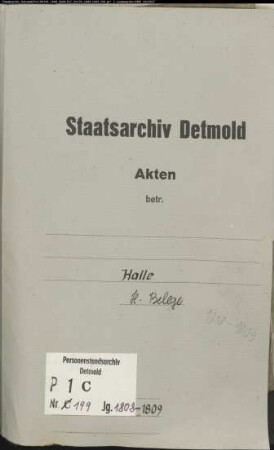 Staatsarchiv Detmold
Akten
betr.
Halle
H. Belege
Personenstandsarchiv
Detmold
P 1 C
Nr. 199 Jg. 1808-1809